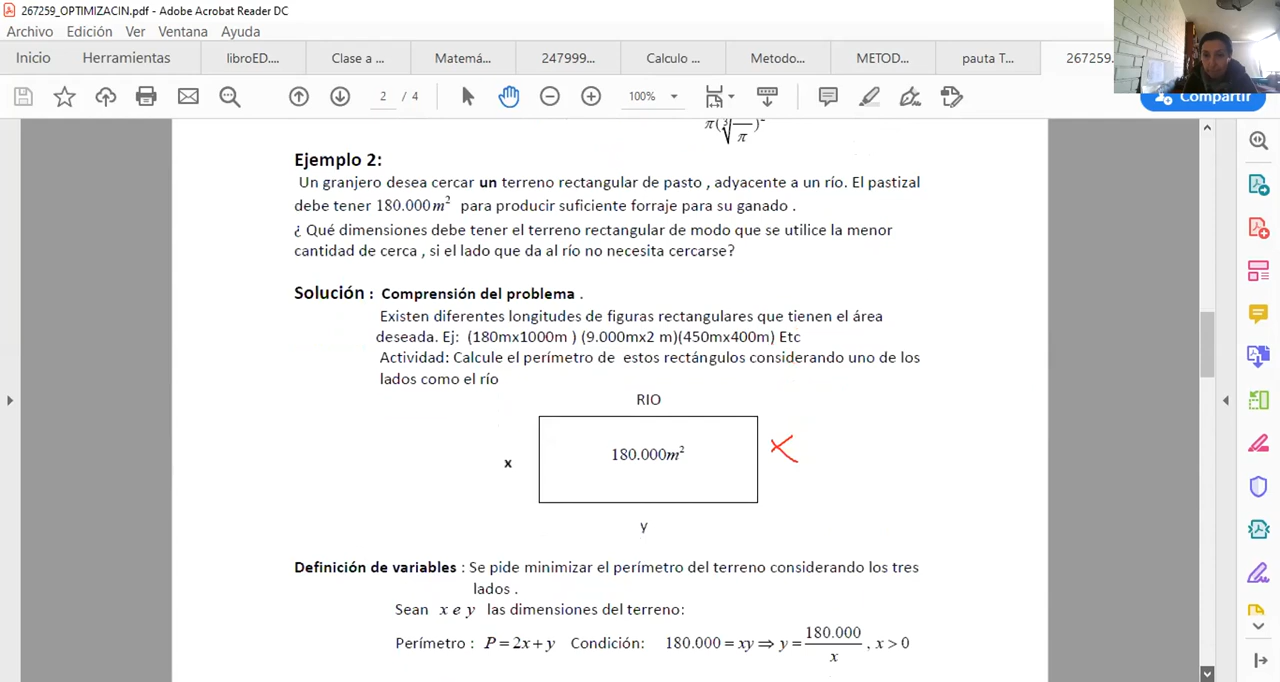 267259_OPTIMIZACIN.pdf - Adobe Acrobat Reader DC
Archivo Edición Ver Ventana Ayuda
Inicio Herramientas libroED.... Clase a ... Matemá... 247999... Calculo ... Metodo... METOD... pauta T... 267259.
2 / 4 100% Compartir
π(∛ π)²
Ejemplo 2:
Un granjero desea cercar un terreno rectangular de pasto , adyacente a un río. El pastizal
debe tener 180.000m² para producir suficiente forraje para su ganado .
¿ Qué dimensiones debe tener el terreno rectangular de modo que se utilice la menor
cantidad de cerca , si el lado que da al río no necesita cercarse?
Solución : Comprensión del problema .
Existen diferentes longitudes de figuras rectangulares que tienen el área
deseada. Ej: (180mx1000m ) (9.000mx2 m)(450mx400m) Etc
Actividad: Calcule el perímetro de estos rectángulos considerando uno de los
lados como el río
RIO
180.000m² X
x
y
Definición de variables : Se pide minimizar el perímetro del terreno considerando los tres
lados .
Sean x e y las dimensiones del terreno:
Perímetro : P = 2x + y Condición: 180.000 = xy ⇒ y = 180.000/x , x > 0